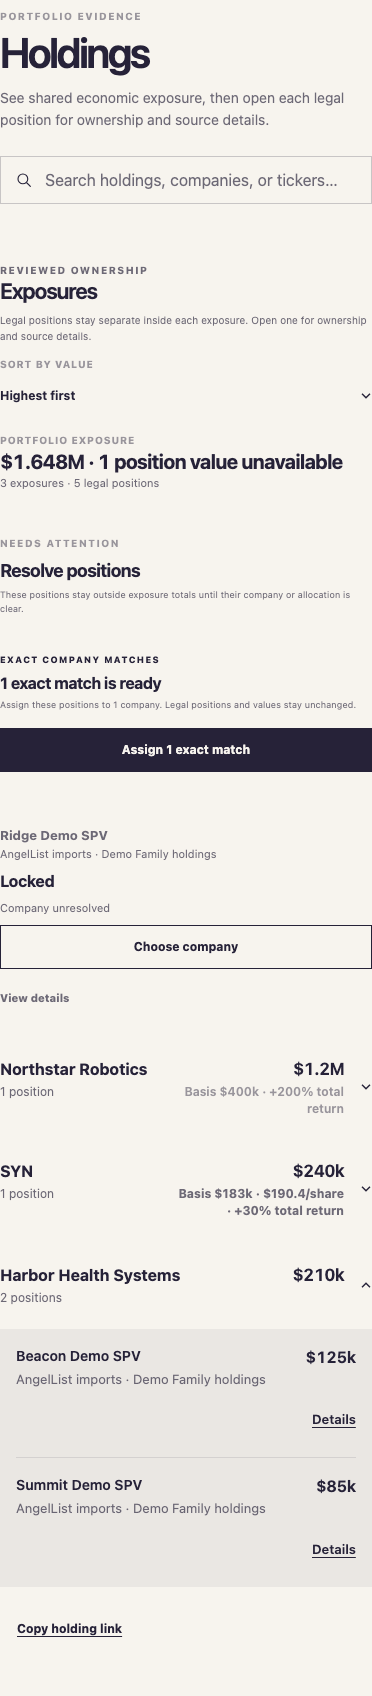 PORTFOLIO EVIDENCE
Holdings
See shared economic exposure, then open each legal
position for ownership and source details.
Search holdings, companies, or tickers...
REVIEWED OWNERSHIP
Exposures
Legal positions stay separate inside each exposure. Open one for ownership
and source details.
SORT BY VALUE
Highest first
PORTFOLIO EXPOSURE
$1.648M · 1 position value unavailable
3 exposures · 5 legal positions
NEEDS ATTENTION
Resolve positions
These positions stay outside exposure totals until their company or allocation is
clear.
EXACT COMPANY MATCHES
1 exact match is ready
Assign these positions to 1 company. Legal positions and values stay unchanged.
Assign 1 exact match
Ridge Demo SPV
AngelList imports · Demo Family holdings
Locked
Company unresolved
Choose company
View details
Northstar Robotics $1.2M
1 position Basis $400k · +200% total
return
SYN $240k
1 position Basis $183k · $190.4/share
· +30% total return
Harbor Health Systems $210k
2 positions
Beacon Demo SPV $125k
AngelList imports · Demo Family holdings
Details
Summit Demo SPV $85k
AngelList imports · Demo Family holdings
Details
Copy holding link